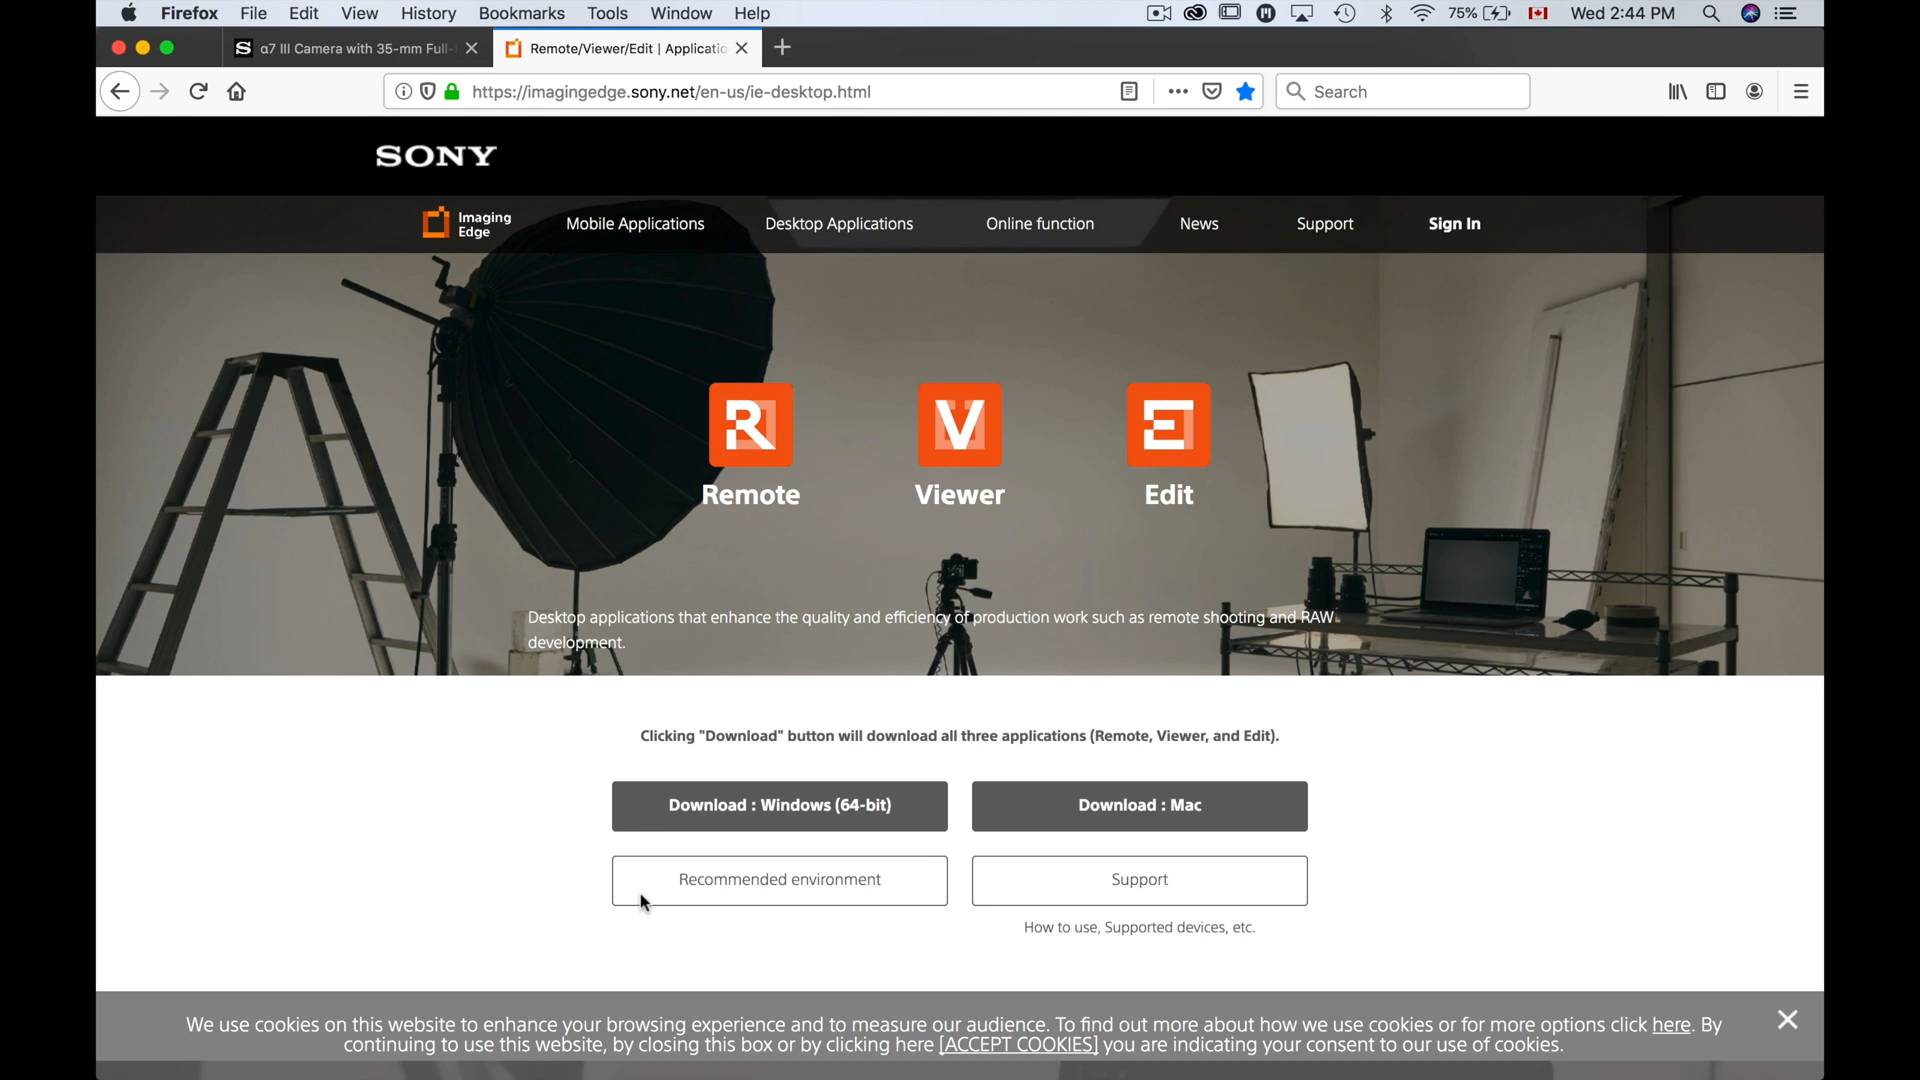 Firefox File Edit View History Bookmarks Tools Window Help 75% Wed 2:44 PM
S α7 III Camera with 35-mm Full- Remote/Viewer/Edit | Applicatio
https://imagingedge.sony.net/en-us/ie-desktop.html Search
SONY
Imaging Edge Mobile Applications Desktop Applications Online function News Support Sign In
R V E
Remote Viewer Edit
Desktop applications that enhance the quality and efficiency of production work such as remote shooting and RAW
development.
Clicking "Download" button will download all three applications (Remote, Viewer, and Edit).
Download : Windows (64-bit) Download : Mac
Recommended environment Support
How to use, Supported devices, etc.
We use cookies on this website to enhance your browsing experience and to measure our audience. To find out more about how we use cookies or for more options click here. By
continuing to use this website, by closing this box or by clicking here [ACCEPT COOKIES] you are indicating your consent to our use of cookies.